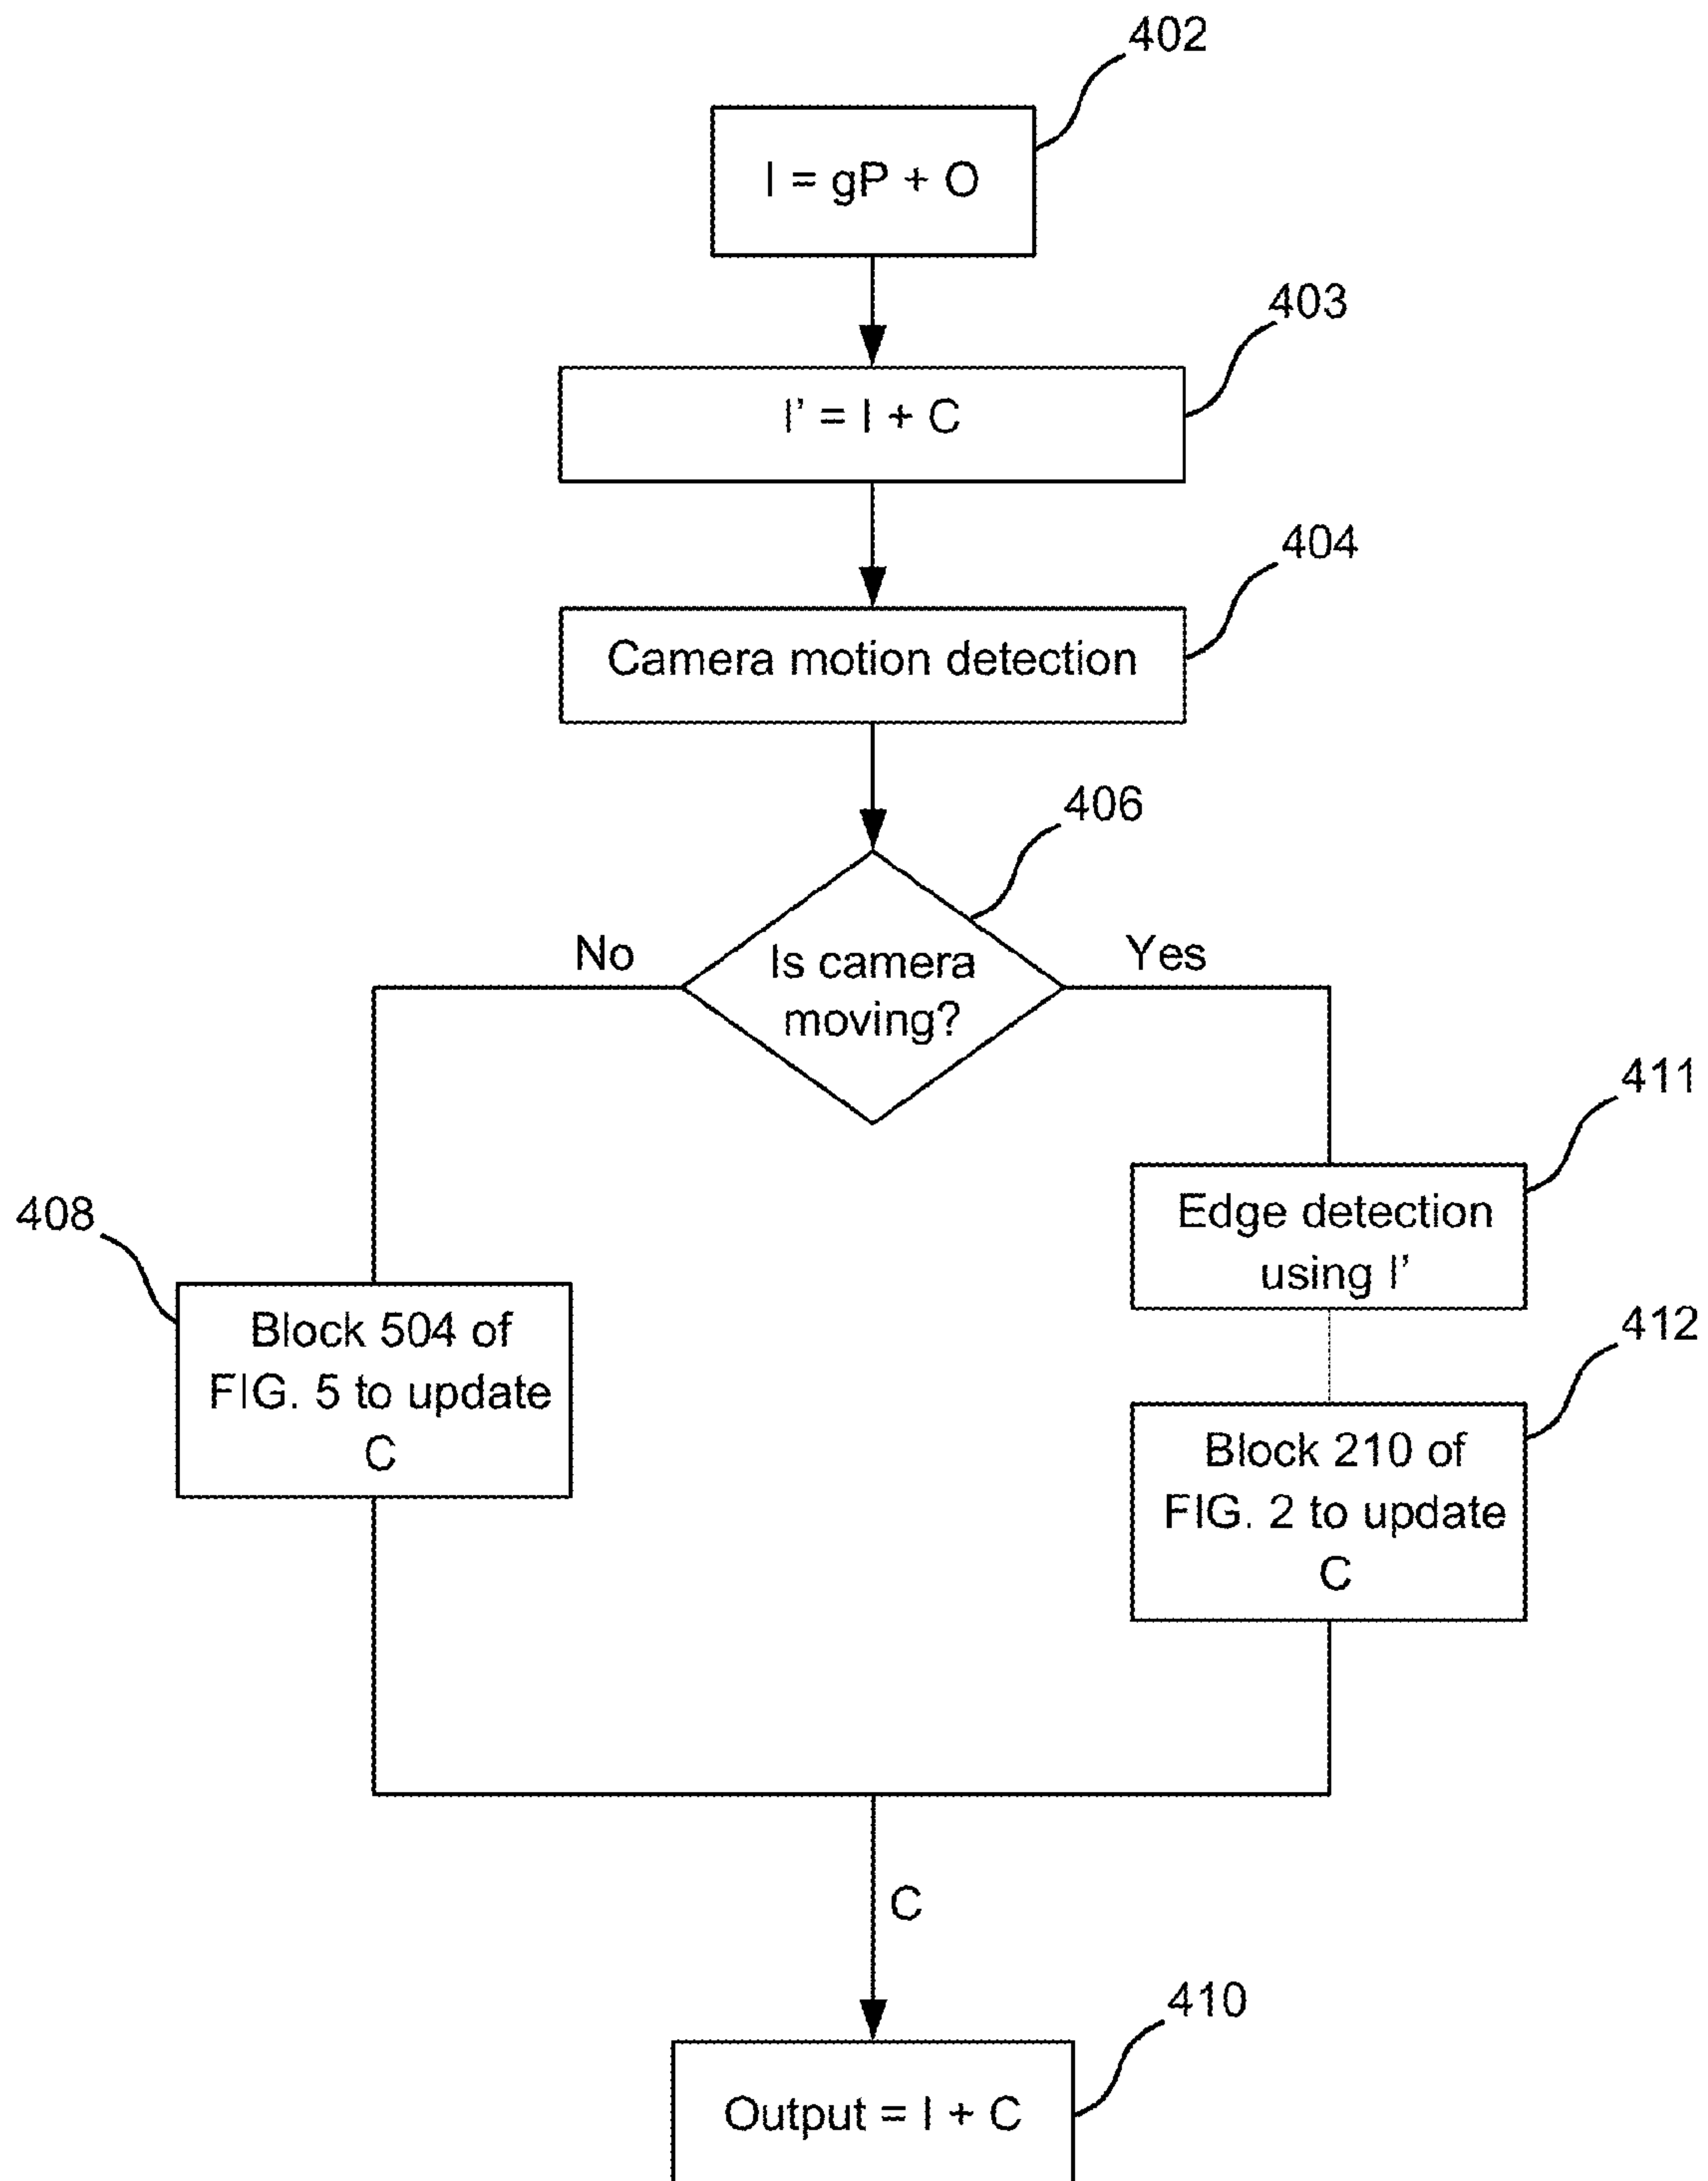 402
I = gP + O
403
I' = I + C
404
Camera motion detection
406
No
Is camera
moving?
Yes
411
Edge detection
using I'
408
Block 504 of
FIG. 5 to update
C
412
Block 210 of
FIG. 2 to update
C
C
410
Output = I + C